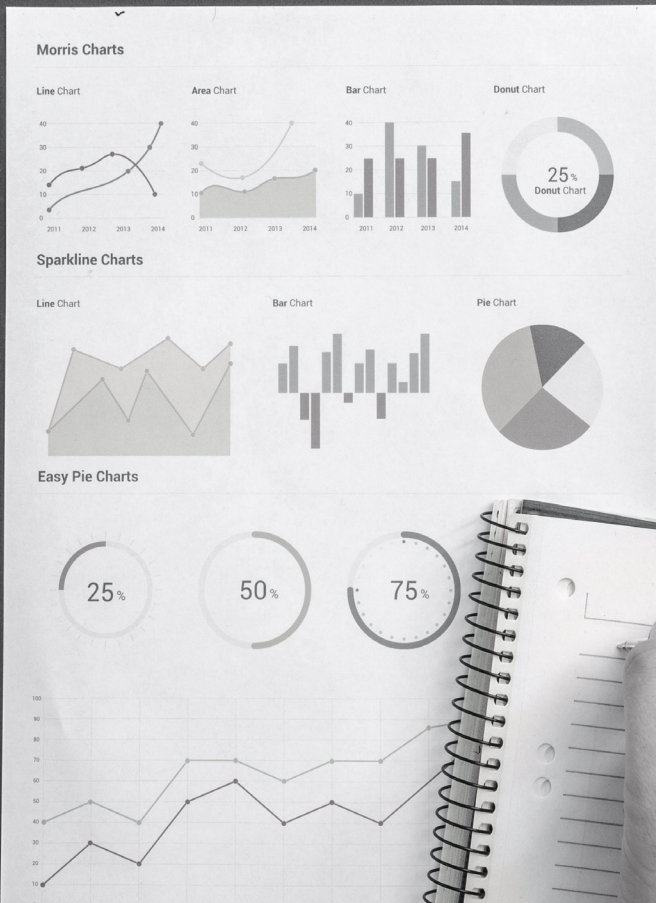 Morris Charts
Line Chart
Area Chart
Bar Chart
Donut Chart
40
30
20
10
0
2011 2012 2013 2014
40
30
20
10
0
2011 2012 2013 2014
40
30
20
10
0
2011 2012 2013 2014
25%
Donut Chart
Sparkline Charts
Line Chart
Bar Chart
Pie Chart
Easy Pie Charts
25%
50%
75%
100
90
80
70
60
50
40
30
20
10